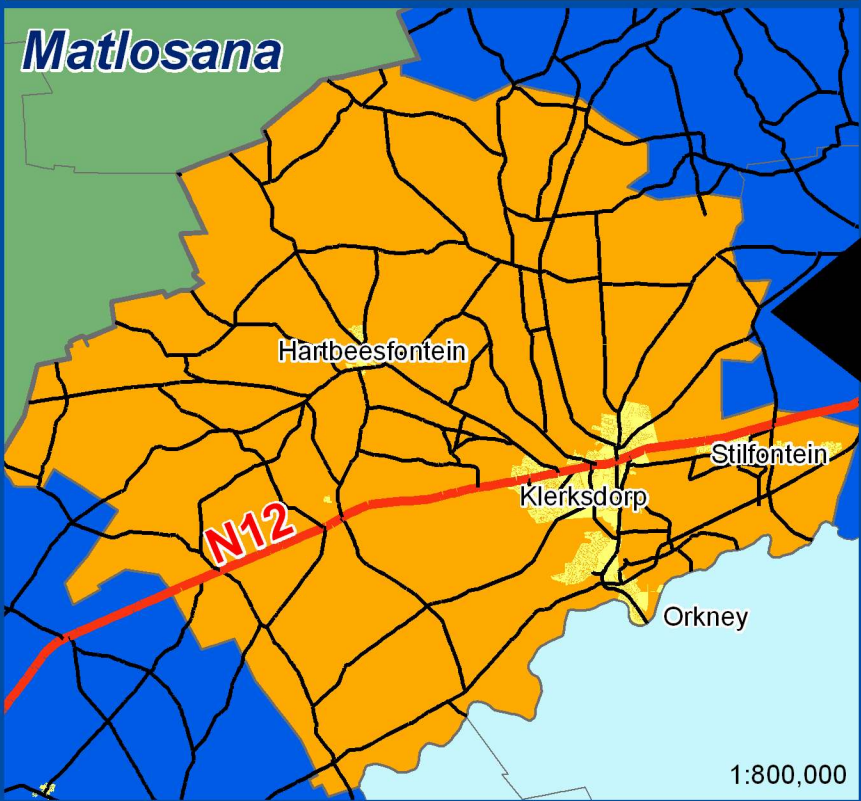 Matlosana
Hartbeesfontein
Stilfontein
Klerksdorp
N12
Orkney
1:800,000